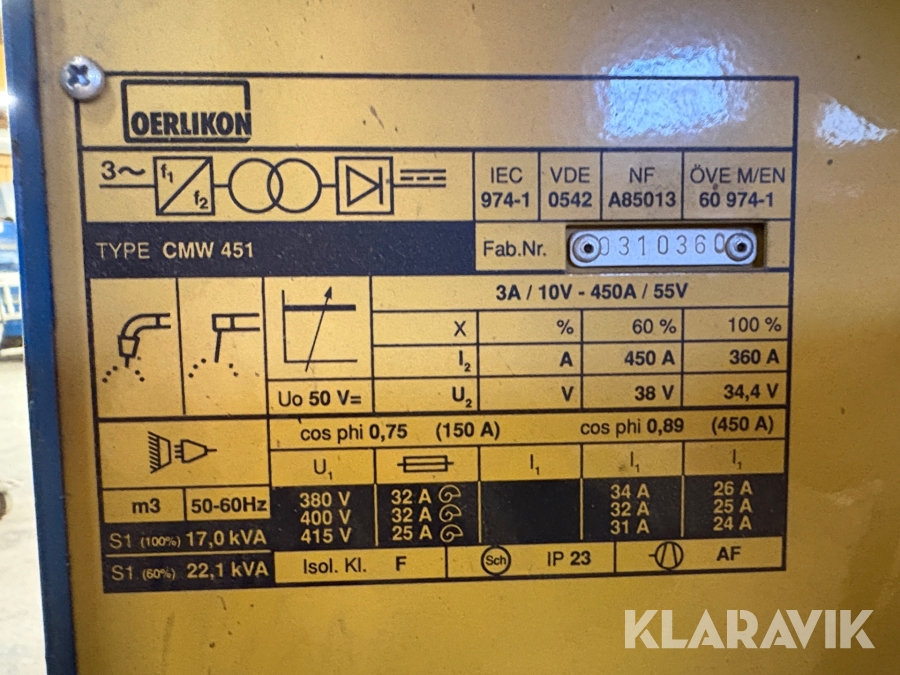 OERLIKON
3~ f1 f2
IEC 974-1 VDE 0542 NF A85013 ÖVE M/EN 60 974-1
TYPE CMW 451
Fab.Nr.
3A / 10V - 450A / 55V
X % 60 % 100 %
I2 A 450 A 360 A
Uo 50 V= U2 V 38 V 34,4 V
cos phi 0,75 (150 A) cos phi 0,89 (450 A)
U1 I1 I1 I1
m3 50-60Hz
380 V 32 A 34 A 26 A
400 V 32 A 32 A 25 A
415 V 25 A 31 A 24 A
S1 (100%) 17,0 kVA
S1 (60%) 22,1 kVA
Isol. Kl. F Sch IP 23 AF
KLARAVIK